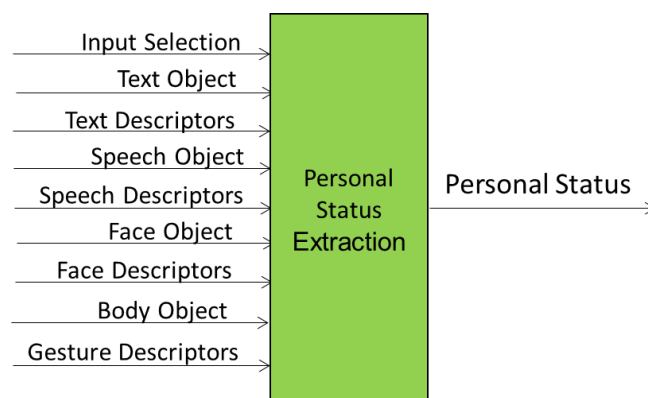 Input Selection
Text Object
Text Descriptors
Speech Object
Speech Descriptors
Face Object
Face Descriptors
Body Object
Gesture Descriptors
Personal
Status
Extraction
Personal Status